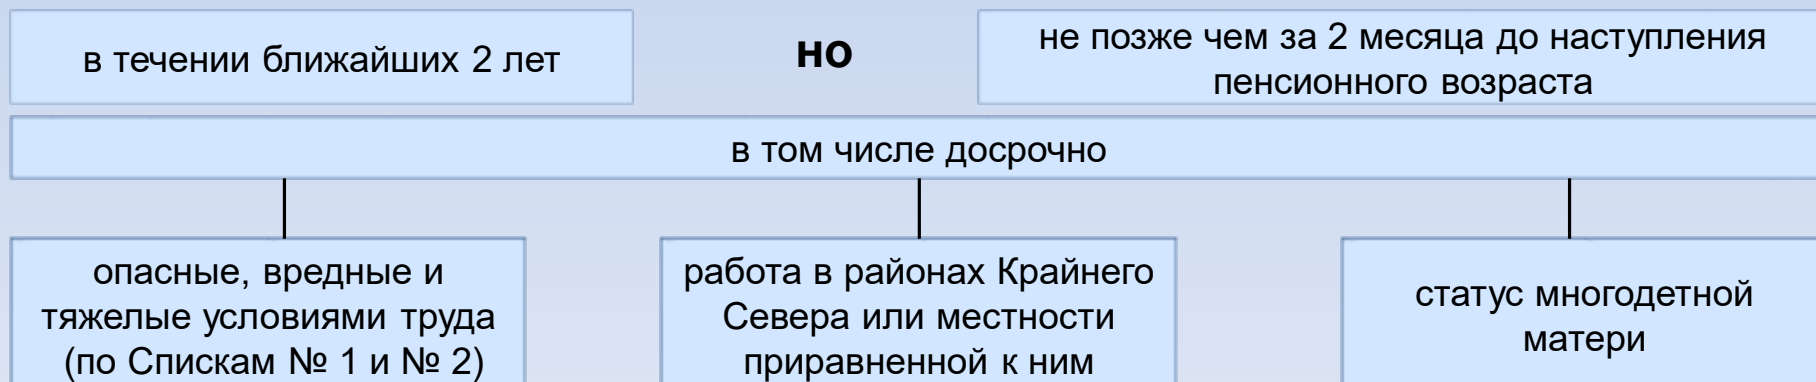 в течении ближайших 2 лет
но
не позже чем за 2 месяца до наступления
пенсионного возраста
в том числе досрочно
опасные, вредные и
тяжелые условиями труда
(по Спискам № 1 и № 2)
работа в районах Крайнего
Севера или местности
приравненной к ним
статус многодетной
матери